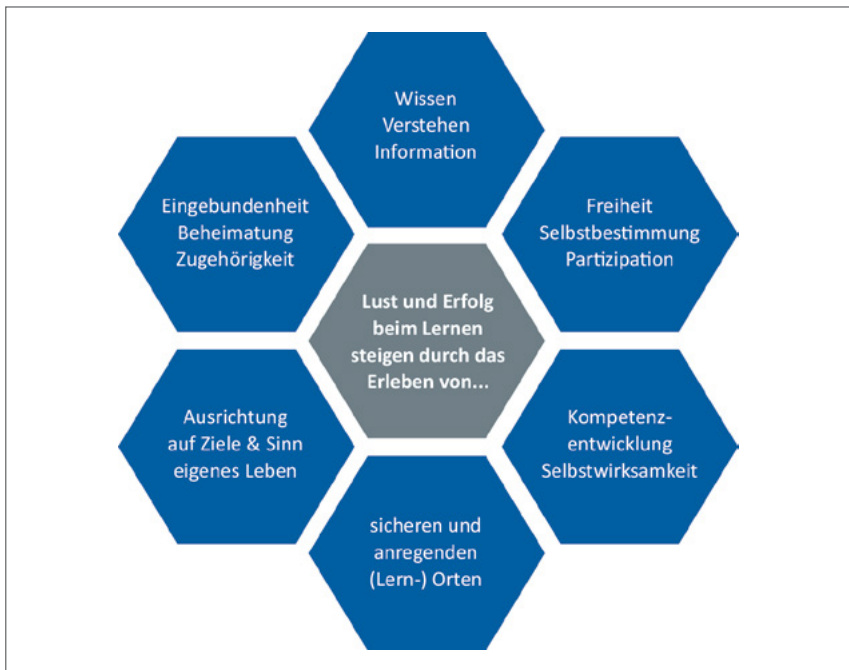 Wissen
Verstehen
Information
Eingebundenheit
Beheimatung
Zugehörigkeit
Freiheit
Selbstbestimmung
Partizipation
Lust und Erfolg
beim Lernen
steigen durch das
Erleben von...
Ausrichtung
auf Ziele & Sinn
eigenes Leben
Kompetenz-
entwicklung
Selbstwirksamkeit
sicheren und
anregenden
(Lern-) Orten